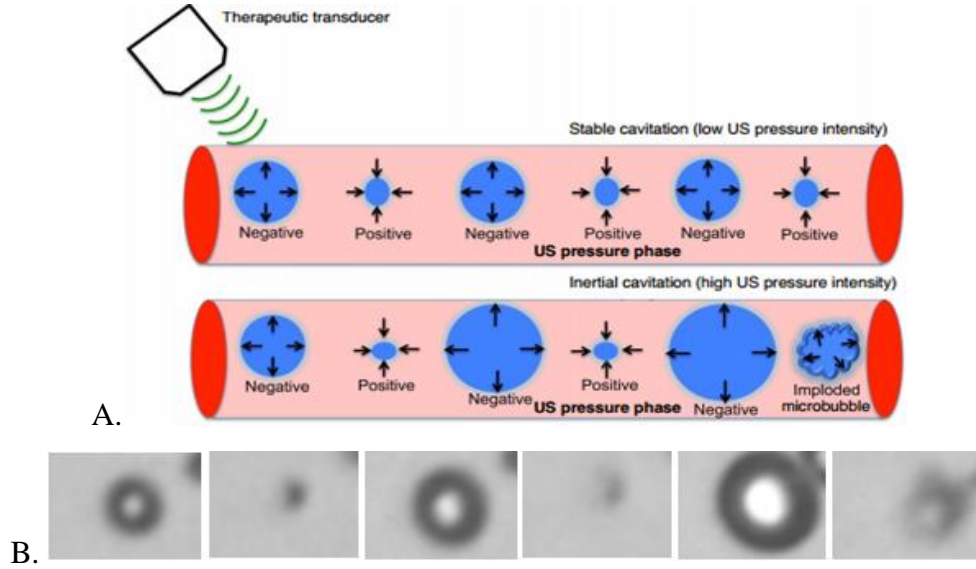 Therapeutic transducer
Stable cavitation (low US pressure intensity)
Negative Positive Negative Positive Negative Positive
US pressure phase
Inertial cavitation (high US pressure intensity)
Negative Positive Negative Positive Negative Imploded microbubble
US pressure phase
A.
B.